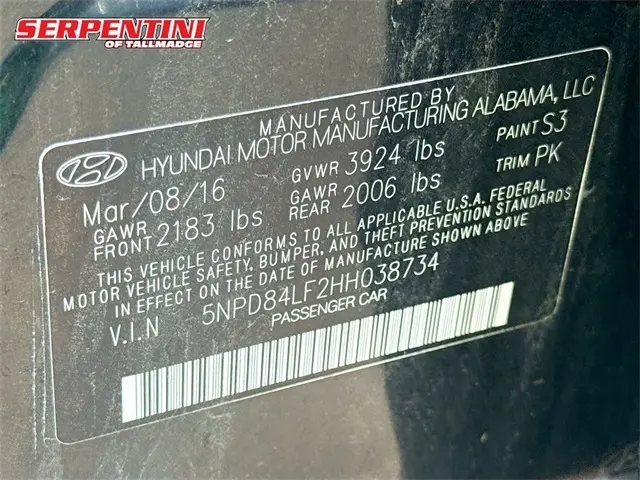 SERPENTINI
OF TALLMADGE
MANUFACTURED BY
HYUNDAI MOTOR MANUFACTURING ALABAMA, LLC
Mar/08/16 GVWR 3924 lbs PAINT S3
GAWR FRONT 2183 lbs GAWR REAR 2006 lbs TRIM PK
THIS VEHICLE CONFORMS TO ALL APPLICABLE U.S.A. FEDERAL
MOTOR VEHICLE SAFETY, BUMPER, AND THEFT PREVENTION STANDARDS
IN EFFECT ON THE DATE OF MANUFACTURE SHOWN ABOVE
V.I.N 5NPD84LF2HH038734
PASSENGER CAR